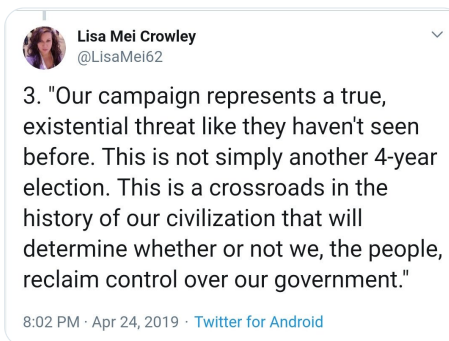 Lisa Mei Crowley
@LisaMei62
3. "Our campaign represents a true,
existential threat like they haven't seen
before. This is not simply another 4-year
election. This is a crossroads in the
history of our civilization that will
determine whether or not we, the people,
reclaim control over our government."
8:02 PM · Apr 24, 2019 · Twitter for Android